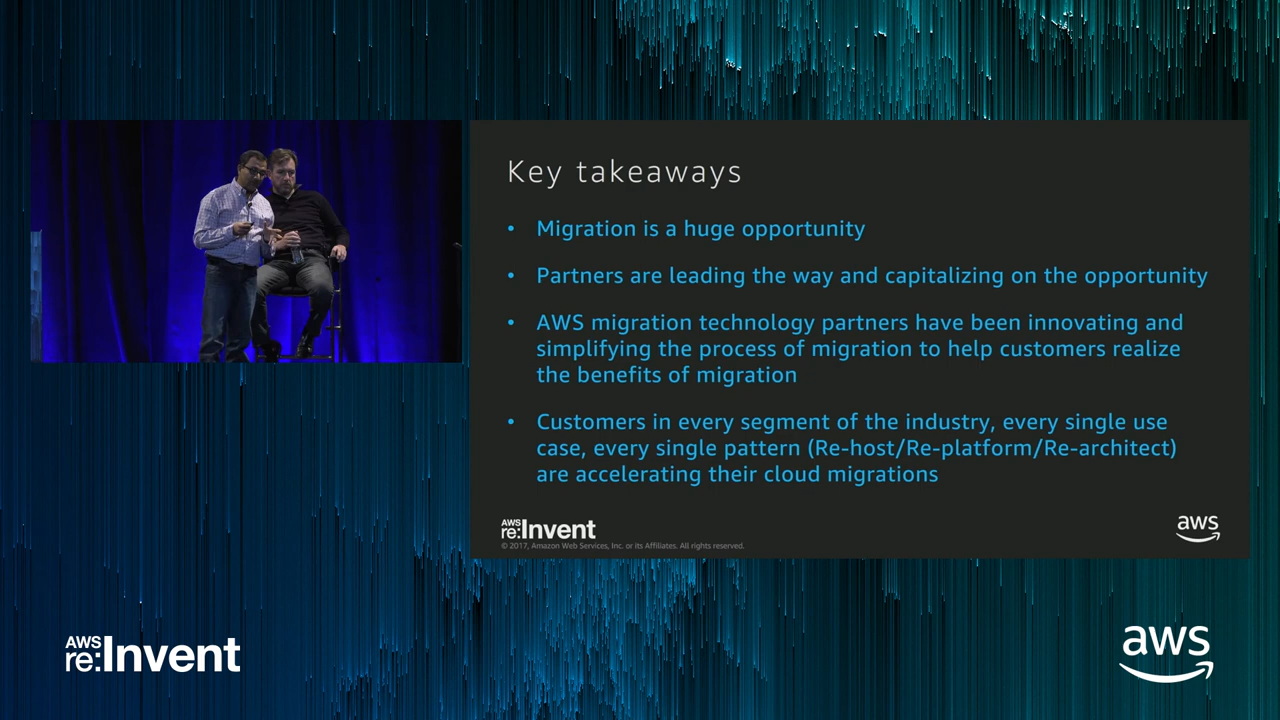 Key takeaways
• Migration is a huge opportunity
• Partners are leading the way and capitalizing on the opportunity
• AWS migration technology partners have been innovating and
simplifying the process of migration to help customers realize
the benefits of migration
• Customers in every segment of the industry, every single use
case, every single pattern (Re-host/Re-platform/Re-architect)
are accelerating their cloud migrations
AWS
re:Invent
© 2017, Amazon Web Services, Inc. or its Affiliates. All rights reserved.
aws
AWS
re:Invent
aws